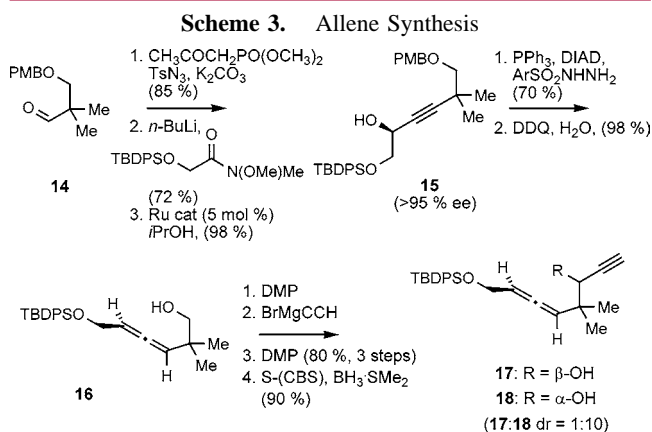 Scheme 3. Allene Synthesis
PMBO
O
Me
Me
14
1. CH₃COCH₂PO(OCH₃)₂
TsN₃, K₂CO₃
(85 %)
2. n-BuLi,
O
TBDPSO
N(OMe)Me
(72 %)
3. Ru cat (5 mol %)
iPrOH, (98 %)
PMBO
Me
Me
HO
TBDPSO
15
(>95 % ee)
1. PPh₃, DIAD,
ArSO₂NHNH₂
(70 %)
2. DDQ, H₂O, (98 %)
H
HO
TBDPSO
Me
Me
H
16
1. DMP
2. BrMgCCH
3. DMP (80 %, 3 steps)
4. S-(CBS), BH₃·SMe₂
(90 %)
R
H
TBDPSO
Me
Me
H
17: R = β-OH
18: R = α-OH
(17:18 dr = 1:10)